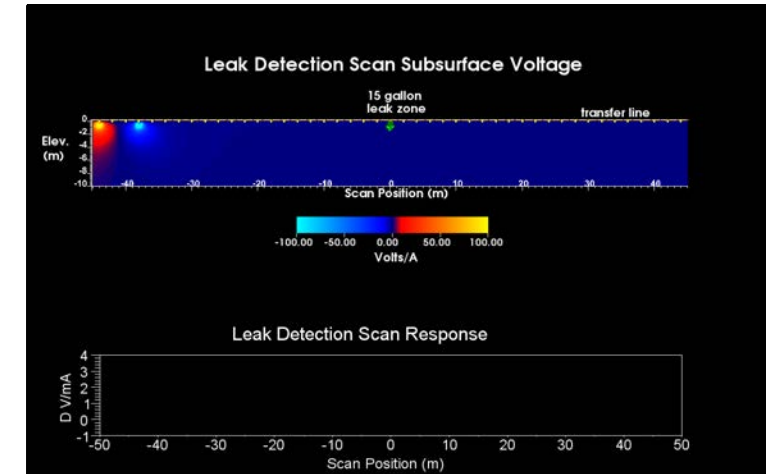 Leak Detection Scan Subsurface Voltage
15 gallon
leak zone
transfer line
Elev.
(m)
0.
-2.
-4.
-6.
-8.
-10.
-40 -30 -20 -10 0 10 20 30 40
Scan Position (m)
-100.00 -50.00 0.00 50.00 100.00
Volts/A
Leak Detection Scan Response
D V/mA
4
3
2
1
0
-1
-50 -40 -30 -20 -10 0 10 20 30 40 50
Scan Position (m)